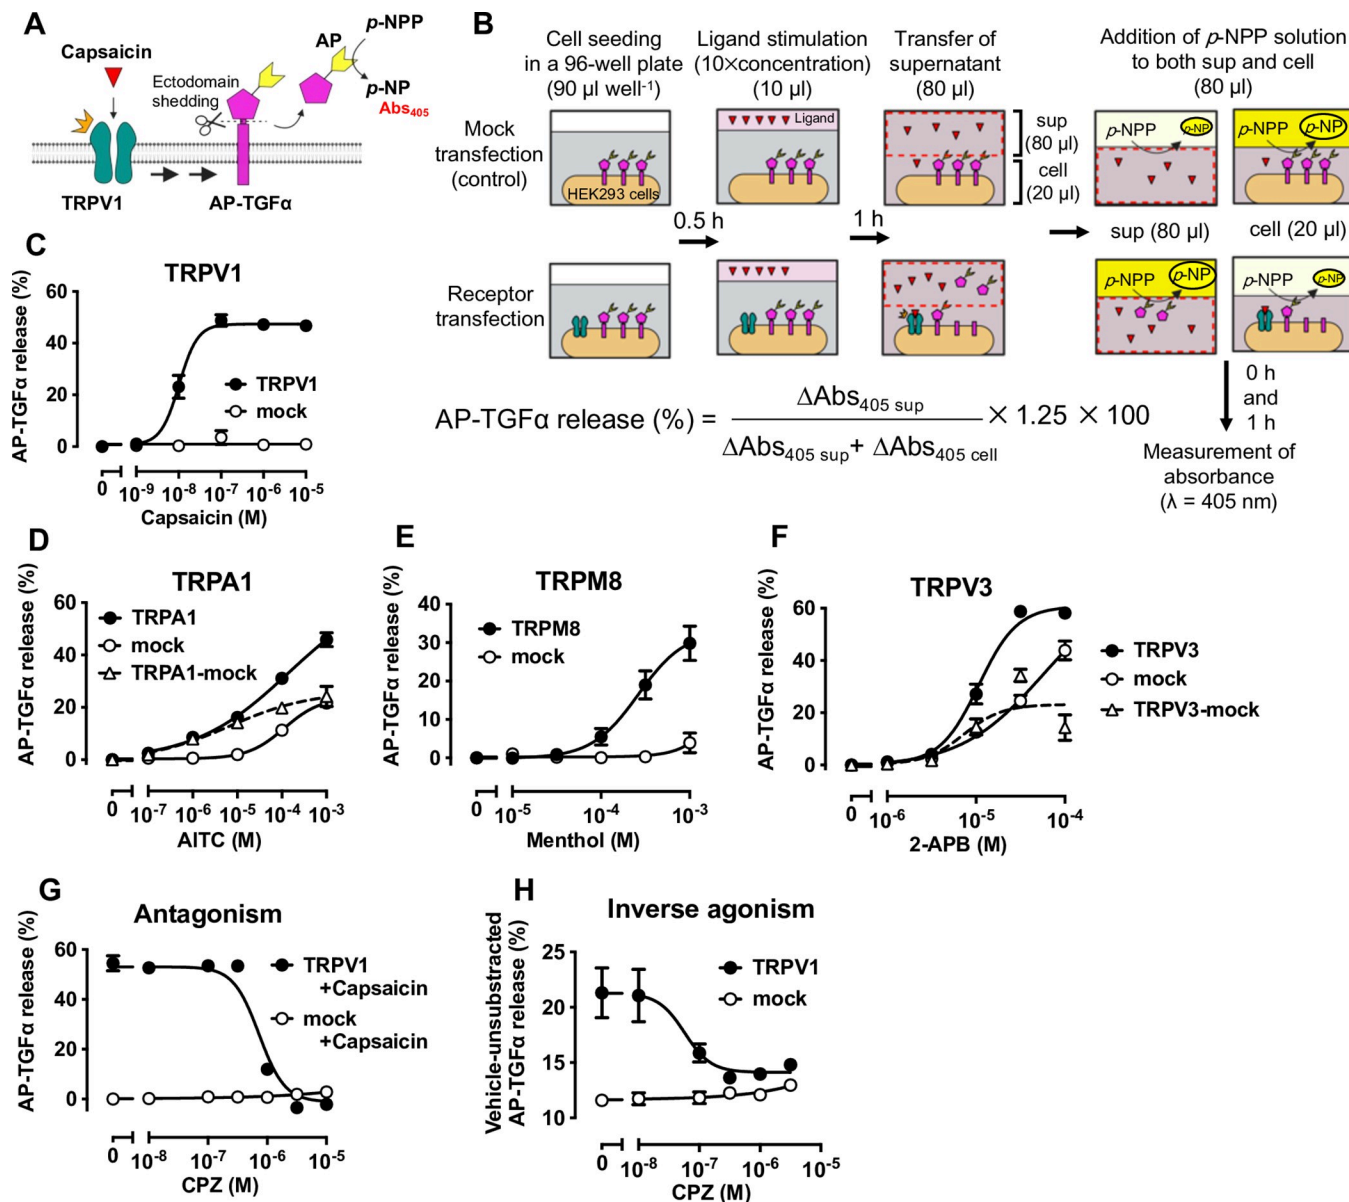 A
Capsaicin
Ectodomain
shedding
AP
p-NPP
p-NP
Abs405
TRPV1
AP-TGFα
B
Cell seeding
in a 96-well plate
(90 µl well-1)
Ligand stimulation
(10×concentration)
(10 µl)
Transfer of
supernatant
(80 µl)
Addition of p-NPP solution
to both sup and cell
(80 µl)
Mock
transfection
(control)
HEK293 cells
Ligand
sup
(80 µl)
cell
(20 µl)
p-NPP
p-NP
p-NPP
p-NP
0.5 h
1 h
sup (80 µl)
cell (20 µl)
Receptor
transfection
p-NPP
p-NP
p-NPP
p-NP
AP-TGFα release (%) =
ΔAbs405 sup
ΔAbs405 sup+ ΔAbs405 cell
× 1.25 × 100
0 h
and
1 h
Measurement of
absorbance
(λ = 405 nm)
C
TRPV1
AP-TGFα release (%)
60
40
20
0
TRPV1
mock
0 10-9 10-8 10-7 10-6 10-5
Capsaicin (M)
D
TRPA1
AP-TGFα release (%)
60
40
20
0
TRPA1
mock
TRPA1-mock
0 10-7 10-6 10-5 10-4 10-3
AITC (M)
E
TRPM8
AP-TGFα release (%)
40
30
20
10
0
TRPM8
mock
0 10-5 10-4 10-3
Menthol (M)
F
TRPV3
AP-TGFα release (%)
60
40
20
0
TRPV3
mock
TRPV3-mock
0 10-6 10-5 10-4
2-APB (M)
G
Antagonism
AP-TGFα release (%)
60
40
20
0
TRPV1
+Capsaicin
mock
+Capsaicin
0 10-8 10-7 10-6 10-5
CPZ (M)
H
Inverse agonism
Vehicle-unsubstracted
AP-TGFα release (%)
25
20
15
10
TRPV1
mock
0 10-8 10-7 10-6 10-5
CPZ (M)